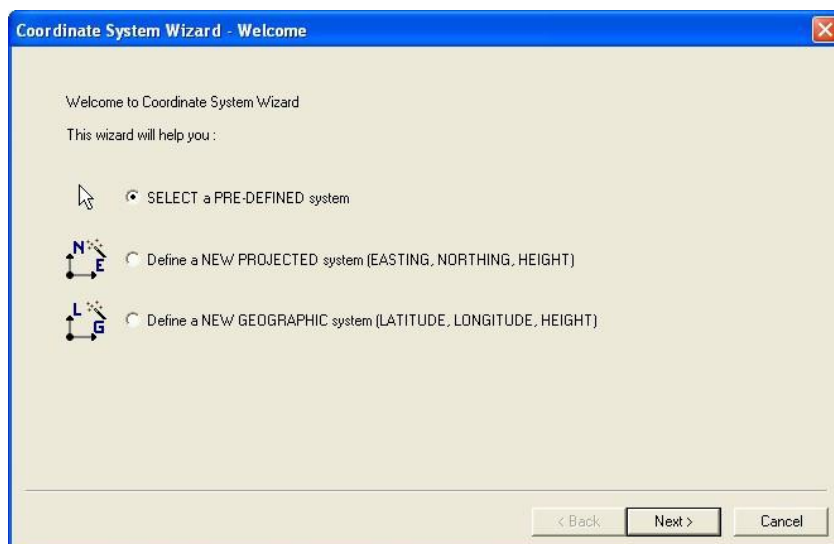 Coordinate System Wizard - Welcome
Welcome to Coordinate System Wizard
This wizard will help you :
SELECT a PRE-DEFINED system
N E
Define a NEW PROJECTED system (EASTING, NORTHING, HEIGHT)
L G
Define a NEW GEOGRAPHIC system (LATITUDE, LONGITUDE, HEIGHT)
< Back Next > Cancel